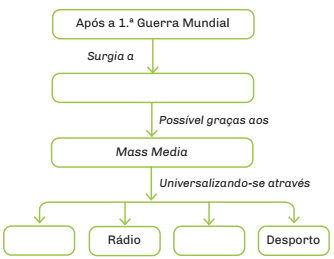 Após a 1.ª Guerra Mundial
Surgia a
Possível graças aos
Mass Media
Universalizando-se através
Rádio
Desporto